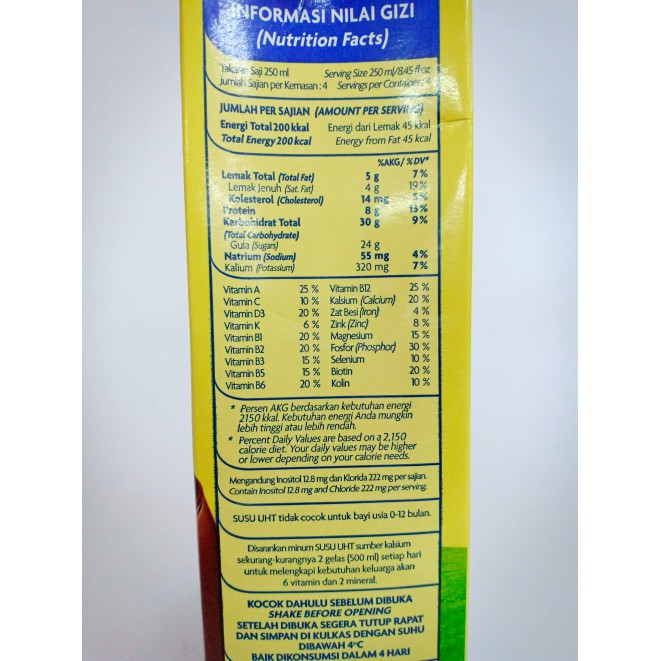 INFORMASI NILAI GIZI
(Nutrition Facts)
Takaran Saji 250 ml Serving Size 250 ml/8.45 fl oz
Jumlah Sajian per Kemasan : 4 Servings per Container : 4
JUMLAH PER SAJIAN (AMOUNT PER SERVING)
Energi Total 200 kkal Energi dari Lemak 45 kkal
Total Energy 200 kcal Energy from Fat 45 kcal
%AKG/%DV*
Lemak Total (Total Fat) 5 g 7 %
Lemak Jenuh (Sat. Fat) 4 g 19 %
Kolesterol (Cholesterol) 14 mg 5 %
Protein 8 g 13 %
Karbohidrat Total 30 g 9 %
(Total Carbohydrate)
Gula (Sugars) 24 g
Natrium (Sodium) 55 mg 4 %
Kalium (Potassium) 320 mg 7 %
Vitamin A 25 % Vitamin B12 25 %
Vitamin C 10 % Kalsium (Calcium) 20 %
Vitamin D3 20 % Zat Besi (Iron) 4 %
Vitamin K 6 % Zink (Zinc) 8 %
Vitamin B1 20 % Magnesium 15 %
Vitamin B2 20 % Fosfor (Phosphor) 30 %
Vitamin B3 15 % Selenium 10 %
Vitamin B5 15 % Biotin 20 %
Vitamin B6 20 % Kolin 10 %
* Persen AKG berdasarkan kebutuhan energi
2150 kkal. Kebutuhan energi Anda mungkin
lebih tinggi atau lebih rendah.
* Percent Daily Values are based on a 2,150
calorie diet. Your daily values may be higher
or lower depending on your calorie needs.
Mengandung Inositol 12.8 mg dan Klorida 222 mg per sajian.
Contain Inositol 12.8 mg and Chloride 222 mg per serving.
SUSU UHT tidak cocok untuk bayi usia 0-12 bulan.
Disarankan minum SUSU UHT sumber kalsium
sekurang-kurangnya 2 gelas (500 ml) setiap hari
untuk melengkapi kebutuhan keluarga akan
6 vitamin dan 2 mineral.
KOCOK DAHULU SEBELUM DIBUKA
SHAKE BEFORE OPENING
SETELAH DIBUKA SEGERA TUTUP RAPAT
DAN SIMPAN DI KULKAS DENGAN SUHU
DIBAWAH 4°C
BAIK DIKONSUMSI DALAM 4 HARI